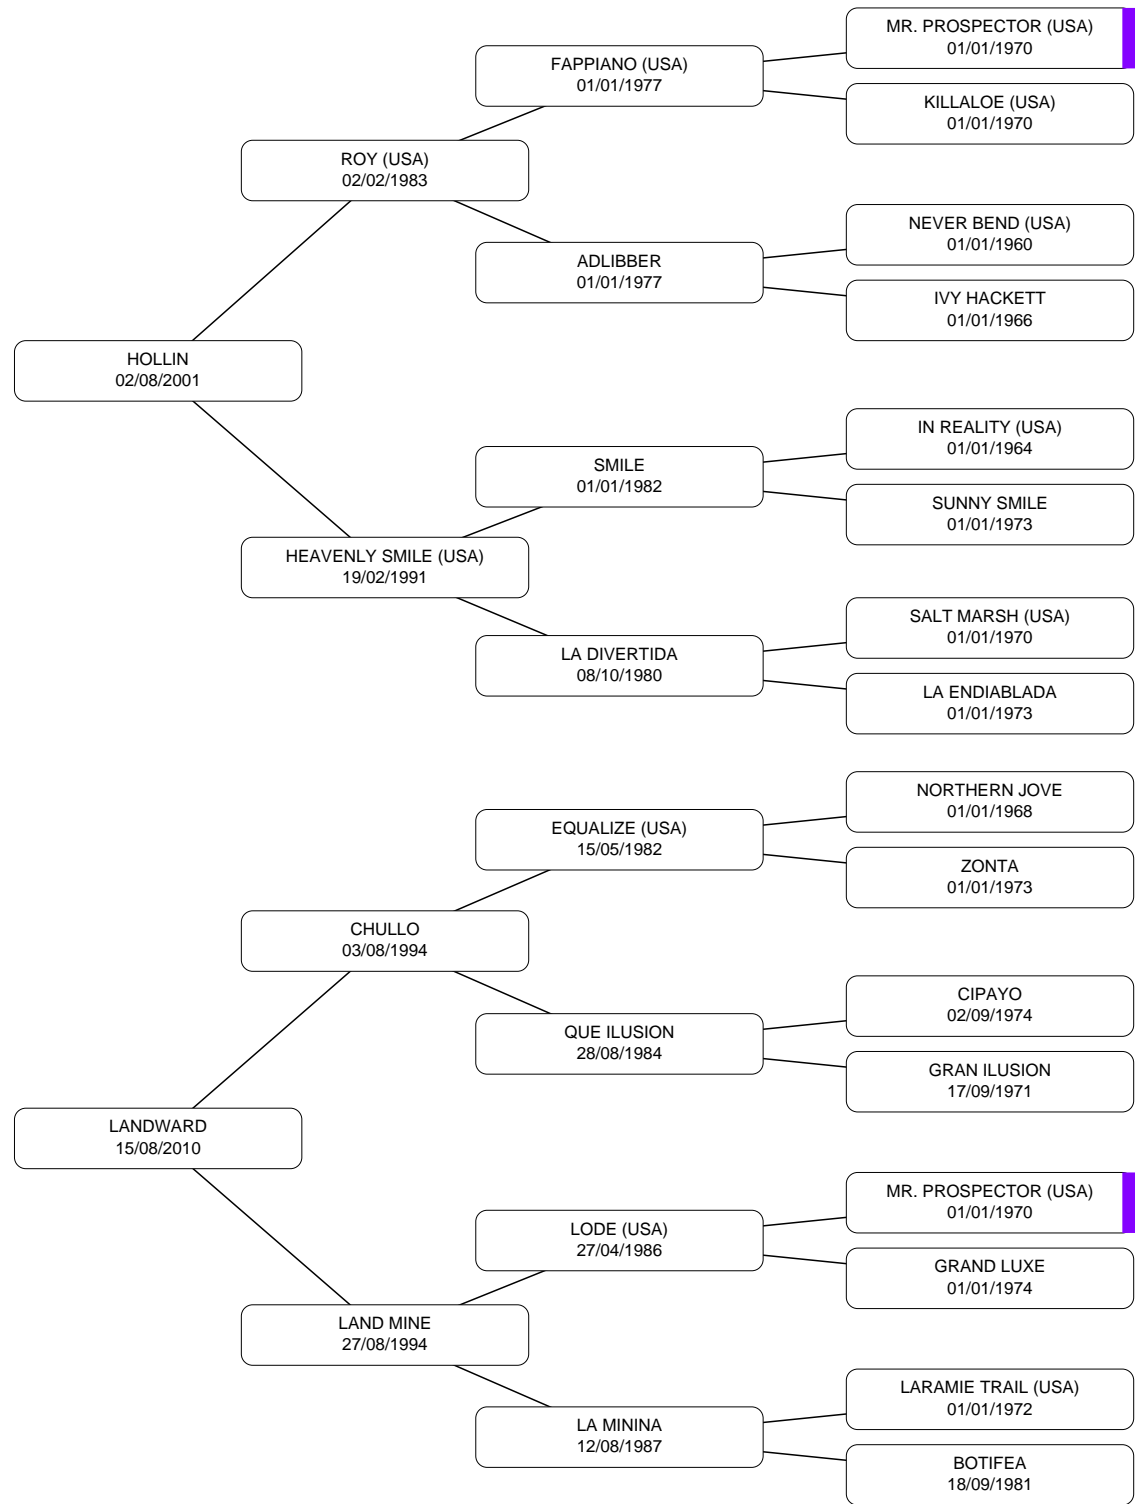 MR. PROSPECTOR (USA)
01/01/1970
FAPPIANO (USA)
01/01/1977
KILLALOE (USA)
01/01/1970
ROY (USA)
02/02/1983
NEVER BEND (USA)
01/01/1960
ADLIBBER
01/01/1977
IVY HACKETT
01/01/1966
HOLLIN
02/08/2001
IN REALITY (USA)
01/01/1964
SMILE
01/01/1982
SUNNY SMILE
01/01/1973
HEAVENLY SMILE (USA)
19/02/1991
SALT MARSH (USA)
01/01/1970
LA DIVERTIDA
08/10/1980
LA ENDIABLADA
01/01/1973
NORTHERN JOVE
01/01/1968
EQUALIZE (USA)
15/05/1982
ZONTA
01/01/1973
CHULLO
03/08/1994
CIPAYO
02/09/1974
QUE ILUSION
28/08/1984
GRAN ILUSION
17/09/1971
LANDWARD
15/08/2010
MR. PROSPECTOR (USA)
01/01/1970
LODE (USA)
27/04/1986
GRAND LUXE
01/01/1974
LAND MINE
27/08/1994
LARAMIE TRAIL (USA)
01/01/1972
LA MININA
12/08/1987
BOTIFEA
18/09/1981